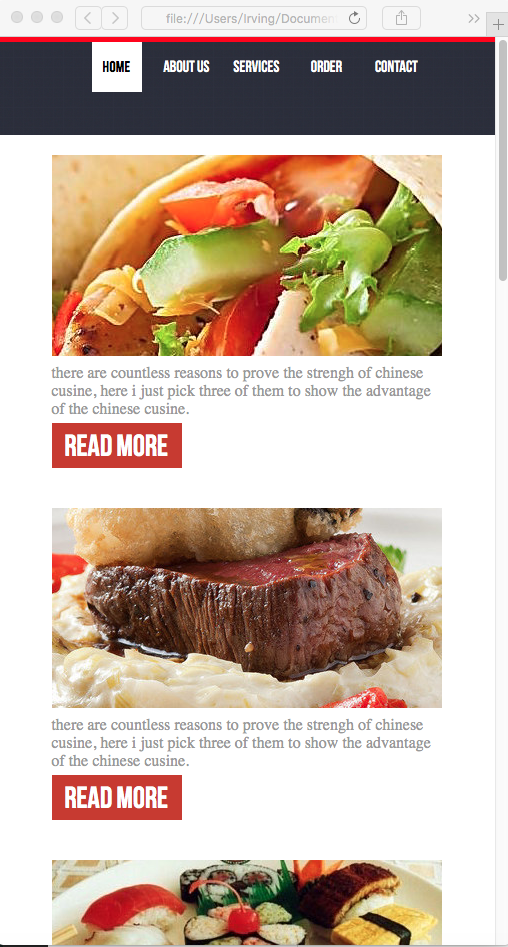 file:///Users/Irving/Documen
HOME ABOUT US SERVICES ORDER CONTACT
there are countless reasons to prove the strengh of chinese
cusine, here i just pick three of them to show the advantage
of the chinese cusine.
READ MORE
there are countless reasons to prove the strengh of chinese
cusine, here i just pick three of them to show the advantage
of the chinese cusine.
READ MORE